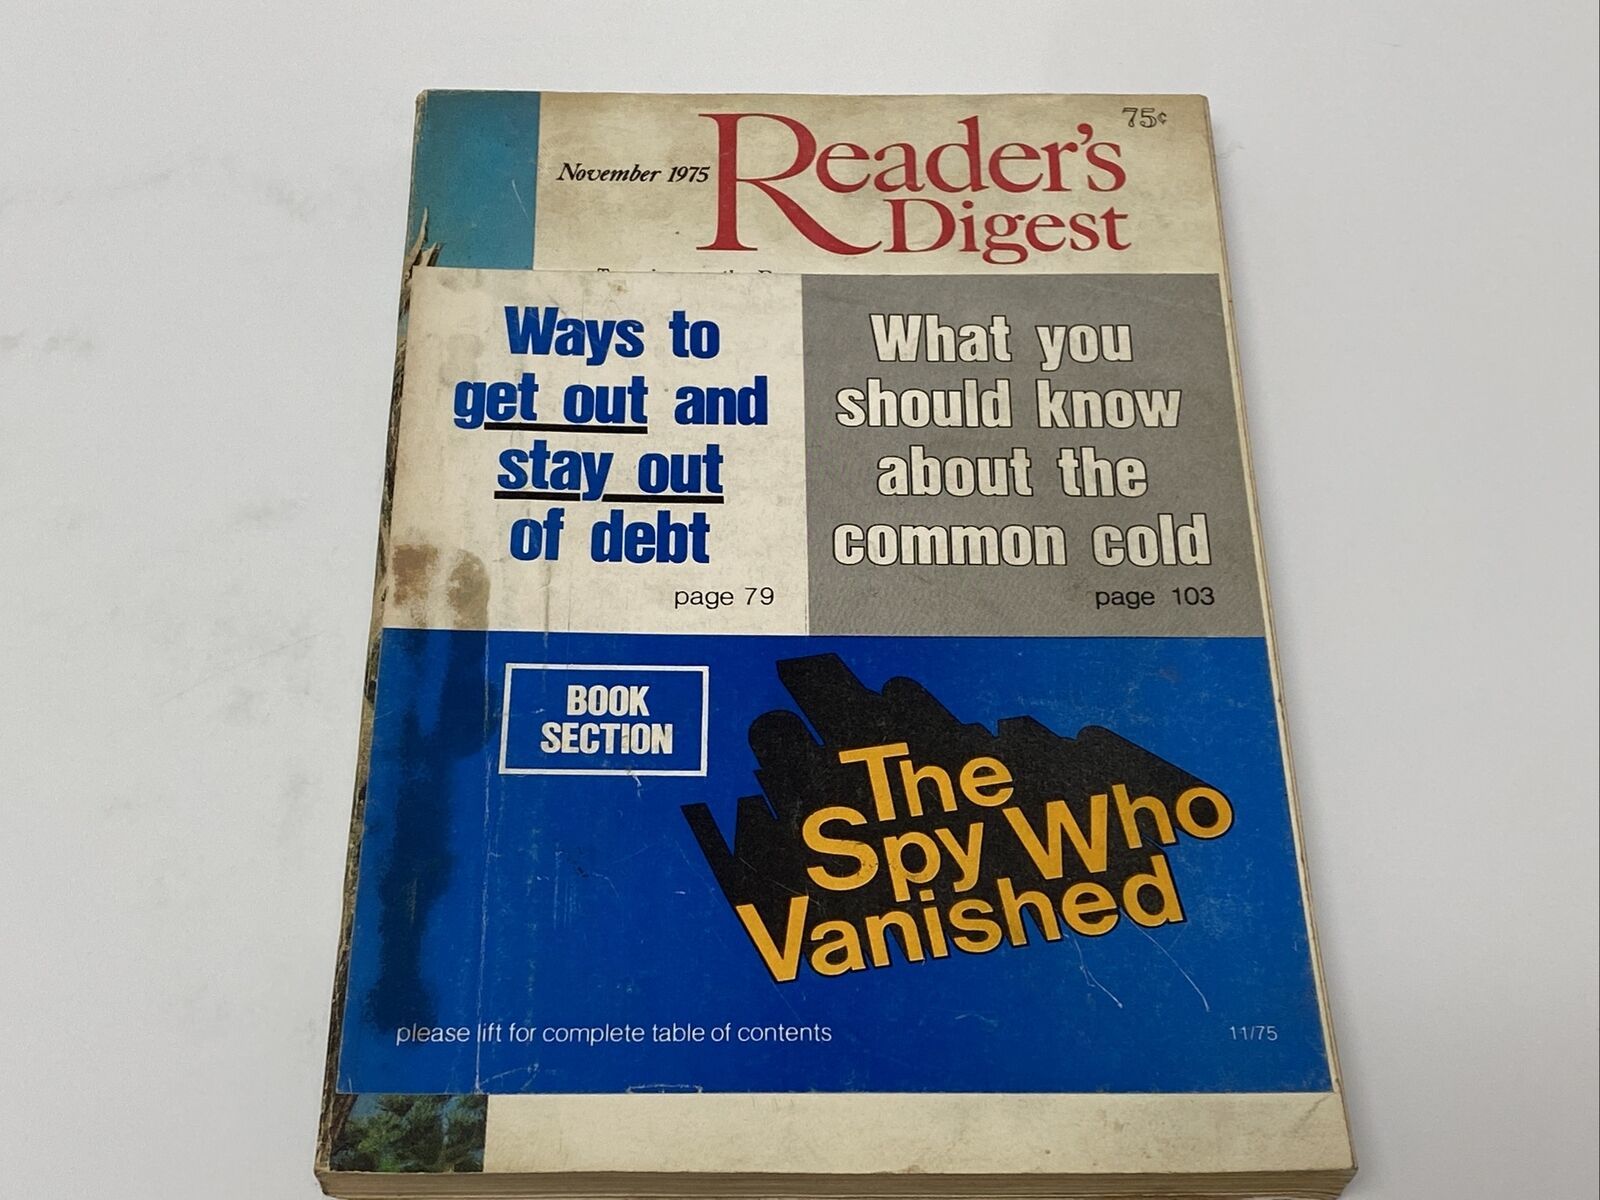 75¢
November 1975
Reader's
Digest
Ways to
get out and
stay out
of debt
page 79
What you
should know
about the
common cold
page 103
BOOK
SECTION
The
Spy Who
Vanished
please lift for complete table of contents
11/75